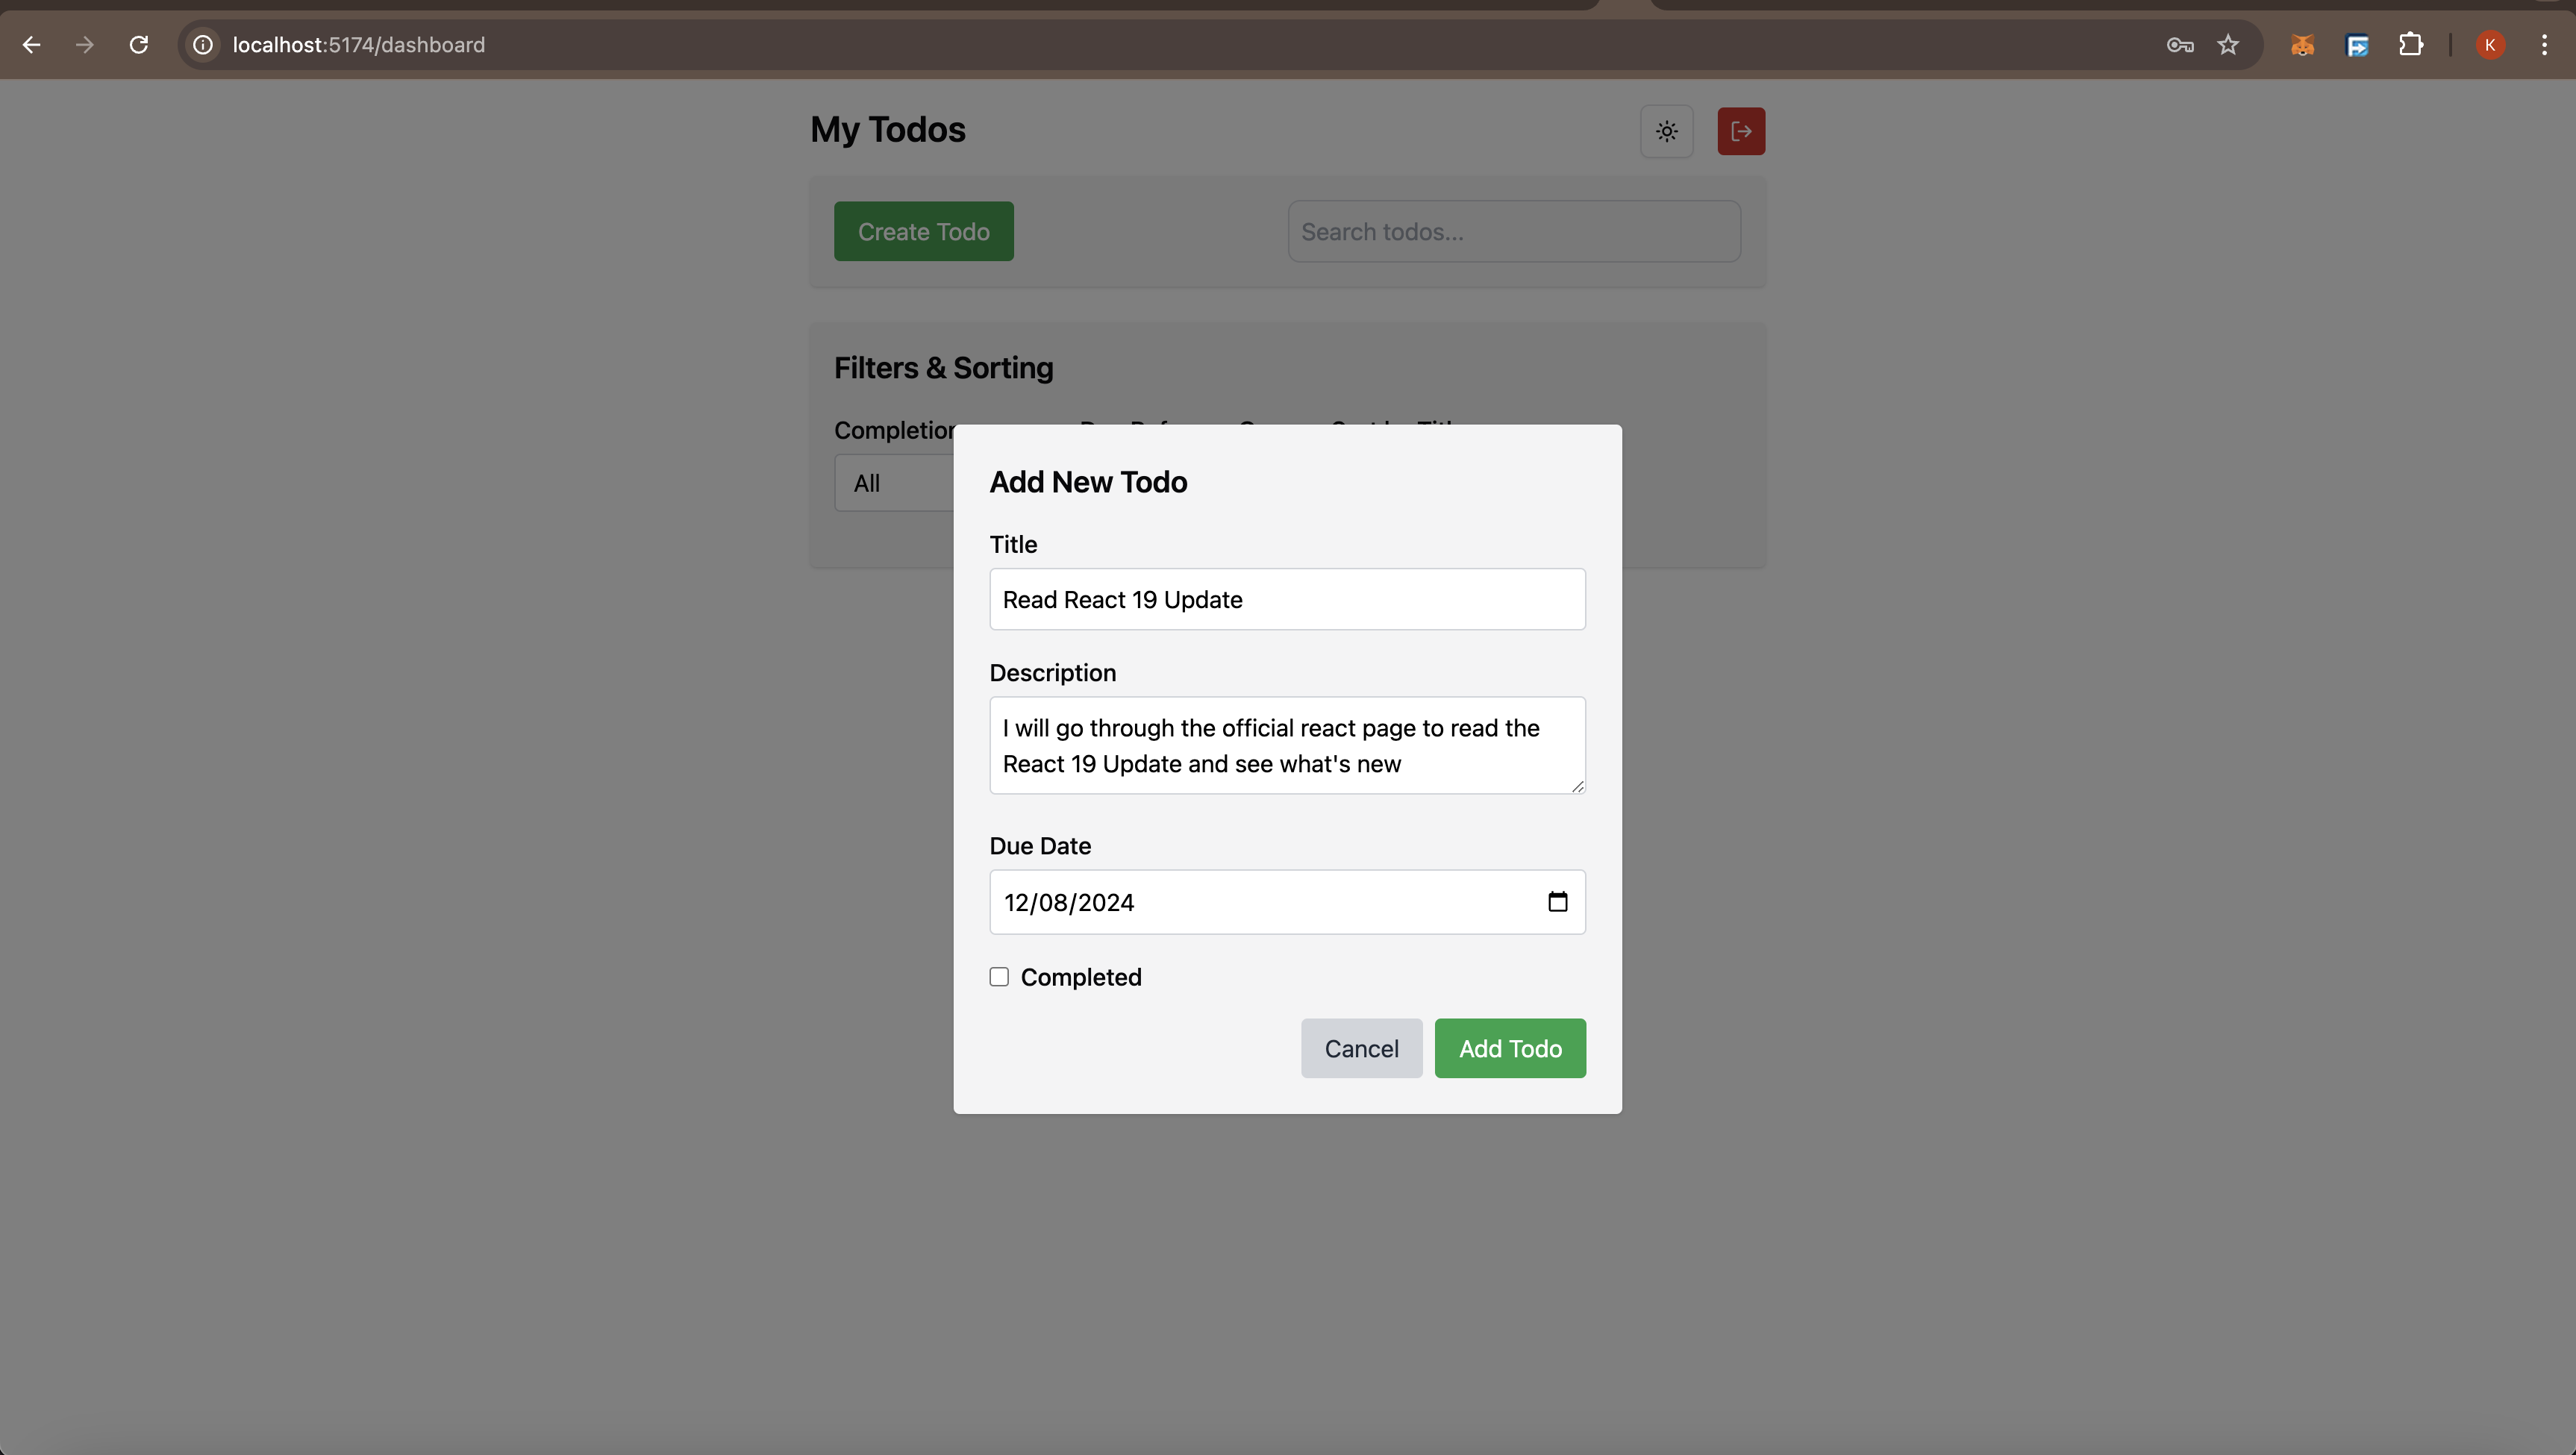 localhost:5174/dashboard
K
My Todos
Create Todo
Search todos...
Filters & Sorting
Completion
All
Add New Todo
Title
Read React 19 Update
Description
I will go through the official react page to read the
React 19 Update and see what's new
Due Date
12/08/2024
Completed
Cancel
Add Todo